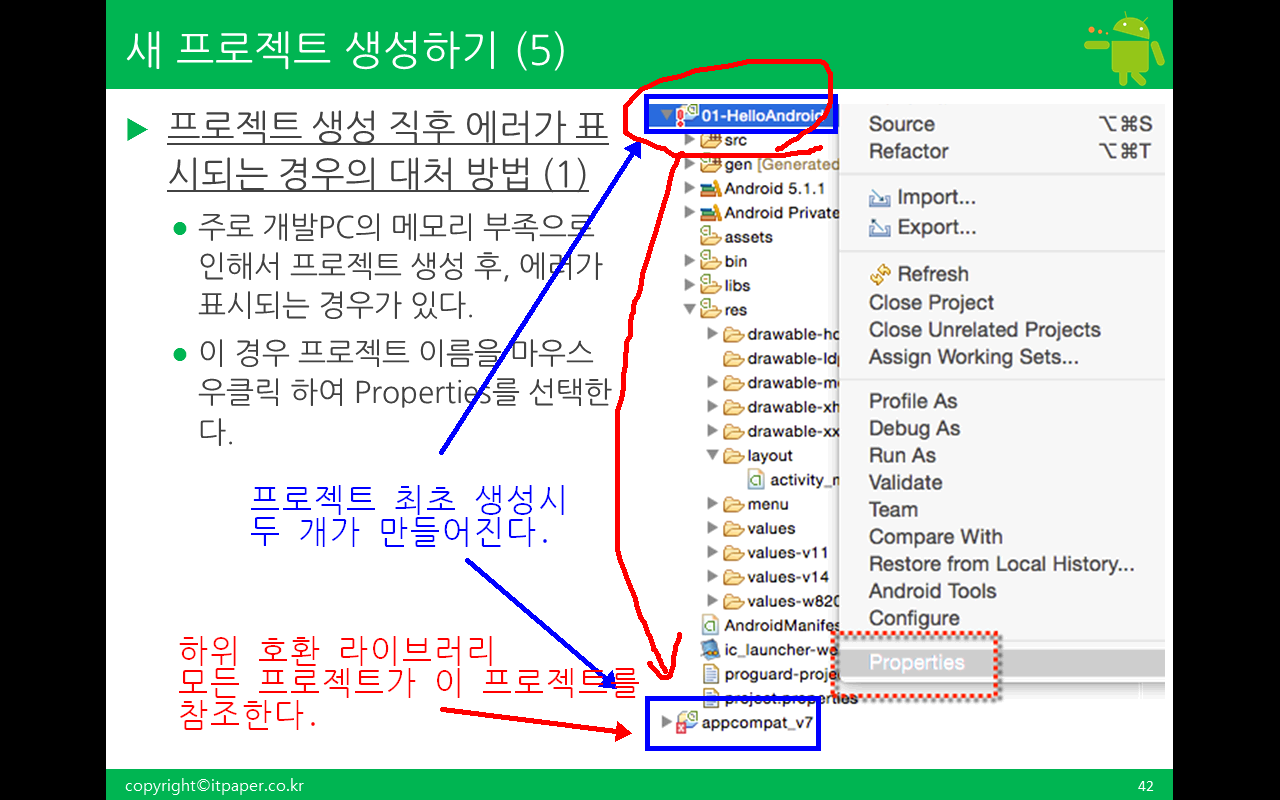 새 프로젝트 생성하기 (5)
프로젝트 생성 직후 에러가 표
시되는 경우의 대처 방법 (1)
주로 개발PC의 메모리 부족으로
인해서 프로젝트 생성 후, 에러가
표시되는 경우가 있다.
이 경우 프로젝트 이름을 마우스
우클릭 하여 Properties를 선택한
다.
프로젝트 최초 생성시
두 개가 만들어진다.
하위 호환 라이브러리
모든 프로젝트가 이 프로젝트를
참조한다.
01-HelloAndroid
src
gen [Generated
Android 5.1.1
Android Private
assets
bin
libs
res
drawable-hd
drawable-ldp
drawable-m
drawable-xh
drawable-xx
layout
activity_m
menu
values
values-v11
values-v14
values-w820
AndroidManifes
ic_launcher-we
proguard-proje
project.properties
appcompat_v7
Source ⌥⌘S
Refactor ⌥⌘T
Import...
Export...
Refresh
Close Project
Close Unrelated Projects
Assign Working Sets...
Profile As
Debug As
Run As
Validate
Team
Compare With
Restore from Local History...
Android Tools
Configure
Properties
copyright©itpaper.co.kr
42